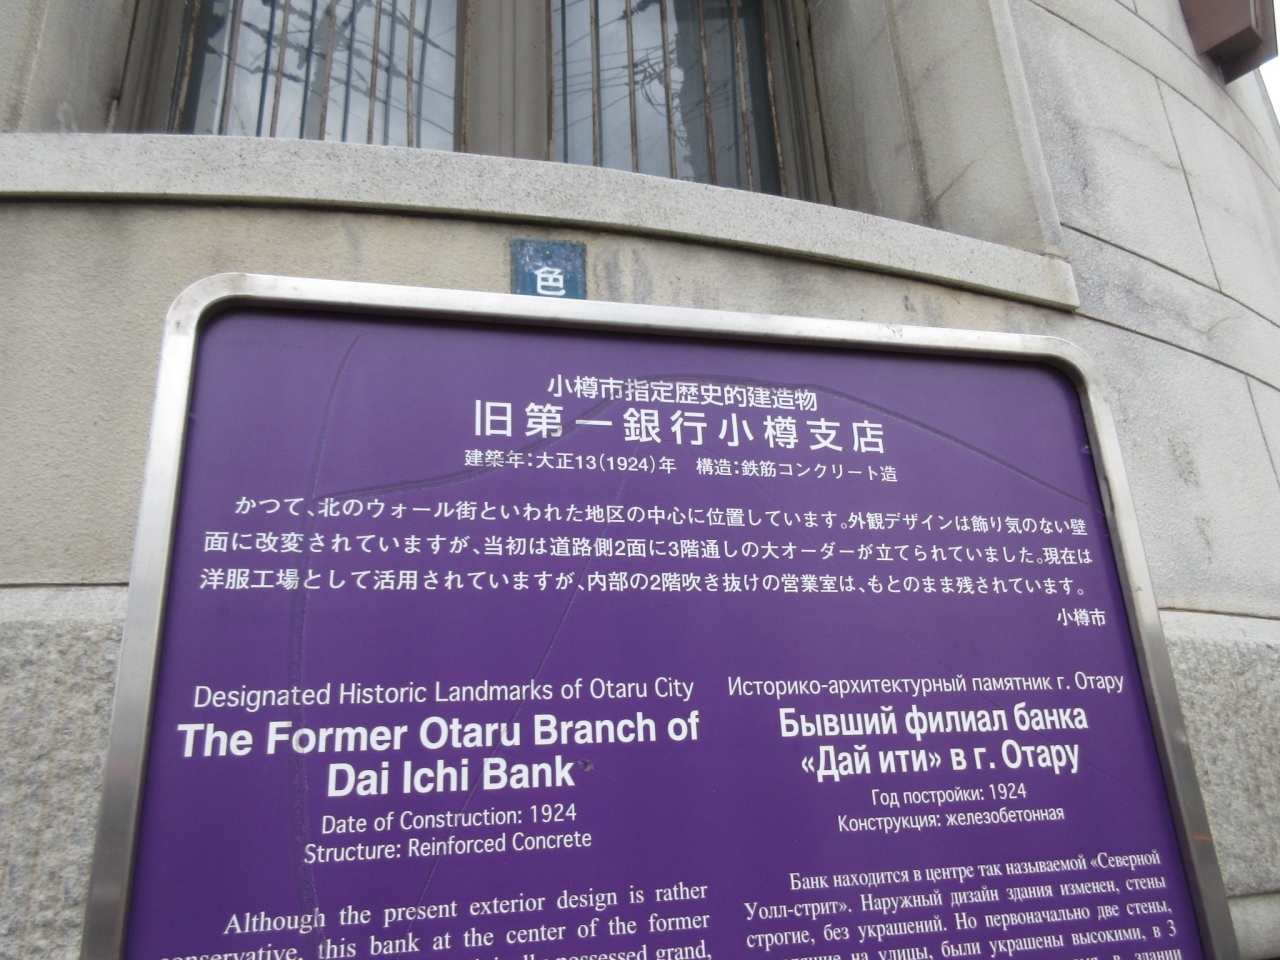 色
小樽市指定歴史的建造物
旧第一銀行小樽支店
建築年：大正13（1924）年　構造：鉄筋コンクリート造
かつて、北のウォール街といわれた地区の中心に位置しています。外観デザインは飾り気のない壁
面に改変されていますが、当初は道路側2面に3階通しの大オーダーが立てられていました。現在は
洋服工場として活用されていますが、内部の2階吹き抜けの営業室は、もとのまま残されています。
小樽市
Designated Historic Landmarks of Otaru City
The Former Otaru Branch of
Dai Ichi Bank
Date of Construction: 1924
Structure: Reinforced Concrete
Although the present exterior design is rather
conservative, this bank at the center of the former
possessed grand,
Историко-архитектурный памятник г. Отару
Бывший филиал банка
«Дай ити» в г. Отару
Год постройки: 1924
Конструкция: железобетонная
Банк находится в центре так называемой «Северной
Уолл-стрит». Наружный дизайн здания изменен, стены
строгие, без украшений. Но первоначально две стены,
на улицы, были украшены высокими, в 3
в здании